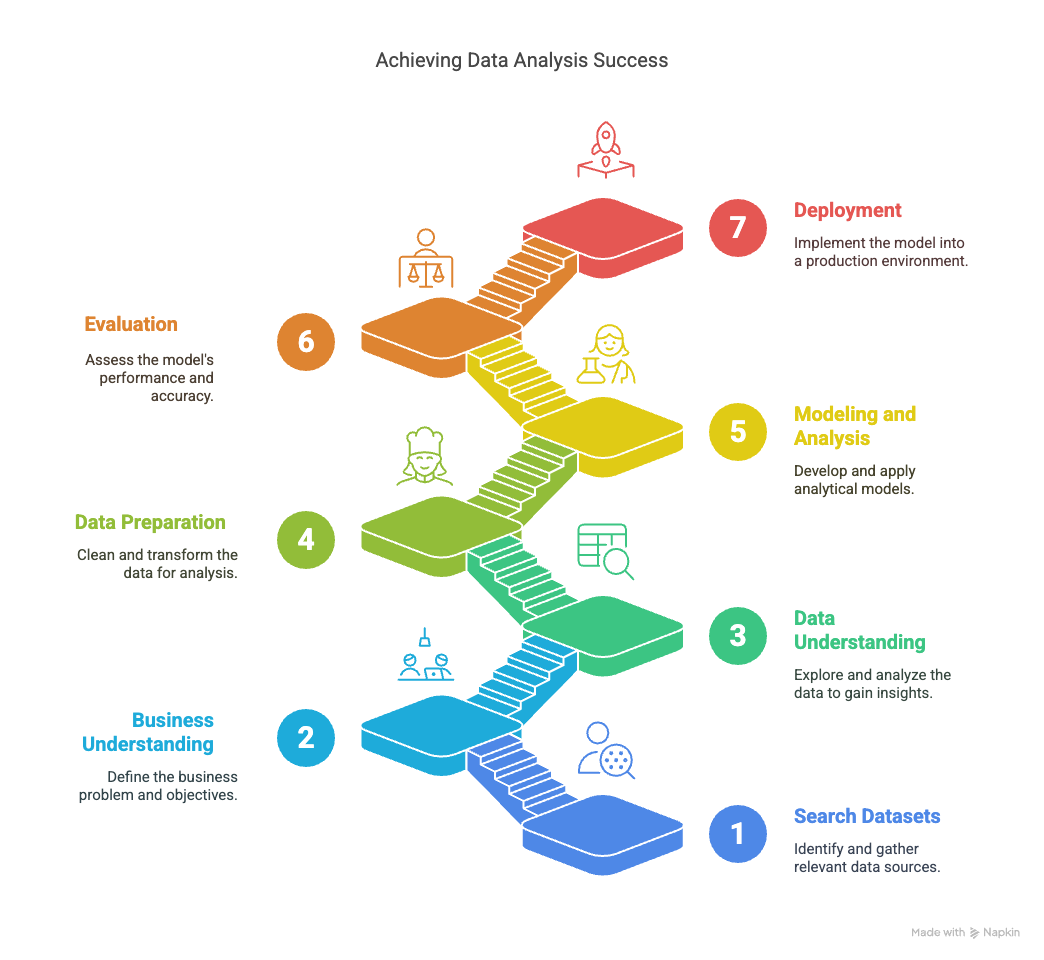 Achieving Data Analysis Success
7
Deployment
Implement the model into
a production environment.
Evaluation
6
Assess the model's
performance and
accuracy.
5
Modeling and
Analysis
Develop and apply
analytical models.
Data Preparation
4
Clean and transform the
data for analysis.
3
Data
Understanding
Explore and analyze the
data to gain insights.
Business
Understanding
2
Define the business
problem and objectives.
1
Search Datasets
Identify and gather
relevant data sources.
Made with Napkin